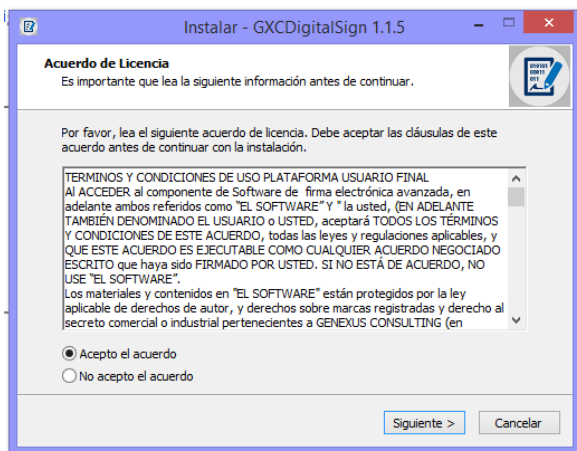 Instalar - GXCDigitalSign 1.1.5
Acuerdo de Licencia
Es importante que lea la siguiente información antes de continuar.
010101
00011
011
Por favor, lea el siguiente acuerdo de licencia. Debe aceptar las cláusulas de este
acuerdo antes de continuar con la instalación.
TERMINOS Y CONDICIONES DE USO PLATAFORMA USUARIO FINAL
Al ACCEDER al componente de Software de  firma electrónica avanzada, en
adelante ambos referidos como "EL SOFTWARE" Y " la usted, (EN ADELANTE
TAMBIÉN DENOMINADO EL USUARIO o USTED, aceptará TODOS LOS TÉRMINOS
Y CONDICIONES DE ESTE ACUERDO, todas las leyes y regulaciones aplicables, y
QUE ESTE ACUERDO ES EJECUTABLE COMO CUALQUIER ACUERDO NEGOCIADO
ESCRITO que haya sido FIRMADO POR USTED. SI NO ESTÁ DE ACUERDO, NO
USE "EL SOFTWARE".
Los materiales y contenidos en "EL SOFTWARE" están protegidos por la ley
aplicable de derechos de autor, y derechos sobre marcas registradas y derecho al
secreto comercial o industrial pertenecientes a GENEXUS CONSULTING (en
Acepto el acuerdo
No acepto el acuerdo
Siguiente >
Cancelar